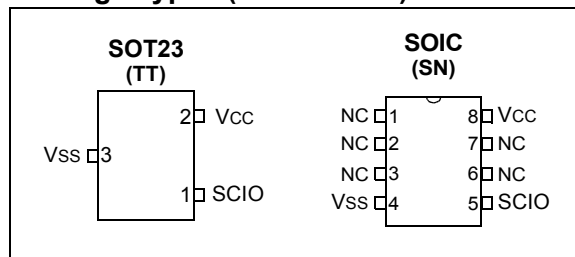 SOT23
(TT)
2 VCC
VSS 3
1 SCIO
SOIC
(SN)
NC 1 8 VCC
NC 2 7 NC
NC 3 6 NC
VSS 4 5 SCIO